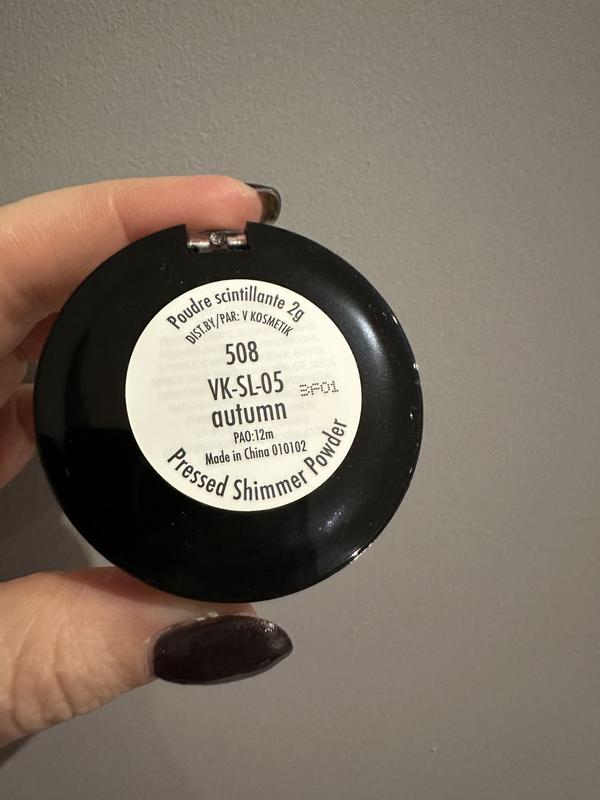 Poudre scintillante 2g
DIST.BY/PAR: V KOSMETIK
508
VK-SL-05
autumn
PAO:12m
Made in China 010102
Pressed Shimmer Powder